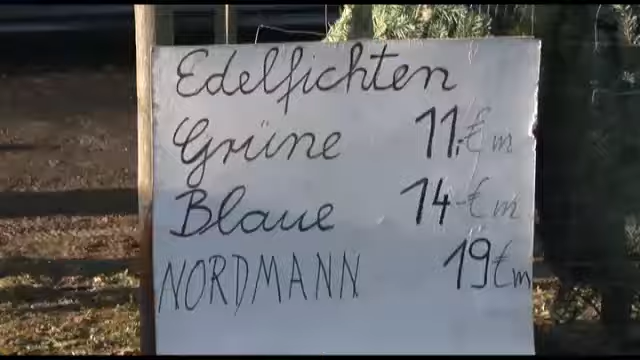 Edelfichten
Grüne 11,-€ m
Blaue 14-€ m
NORDMANN 19€m